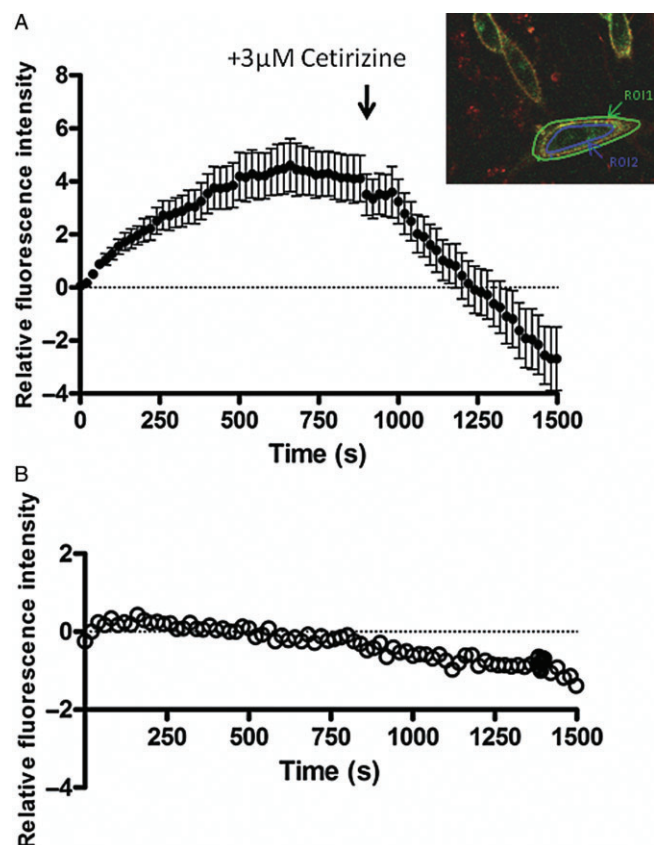 A
+3µM Cetirizine
ROI1
ROI2
Relative fluorescence intensity
8
6
4
2
0
−2
−4
0 250 500 750 1000 1250 1500
Time (s)
B
Relative fluorescence intensity
2
0
−2
−4
250 500 750 1000 1250 1500
Time (s)